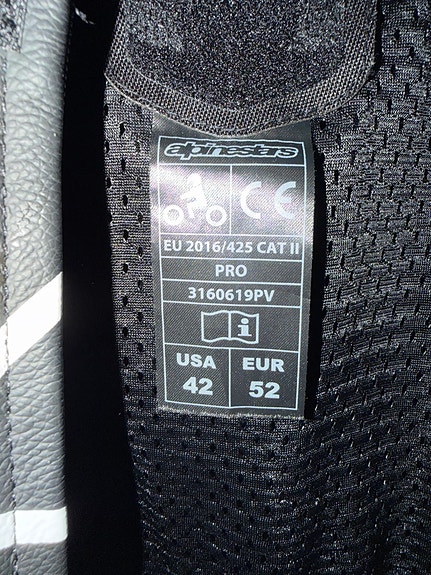 alpinestars
CE
EU 2016/425 CAT II
PRO
3160619PV
i
USA EUR
42 52